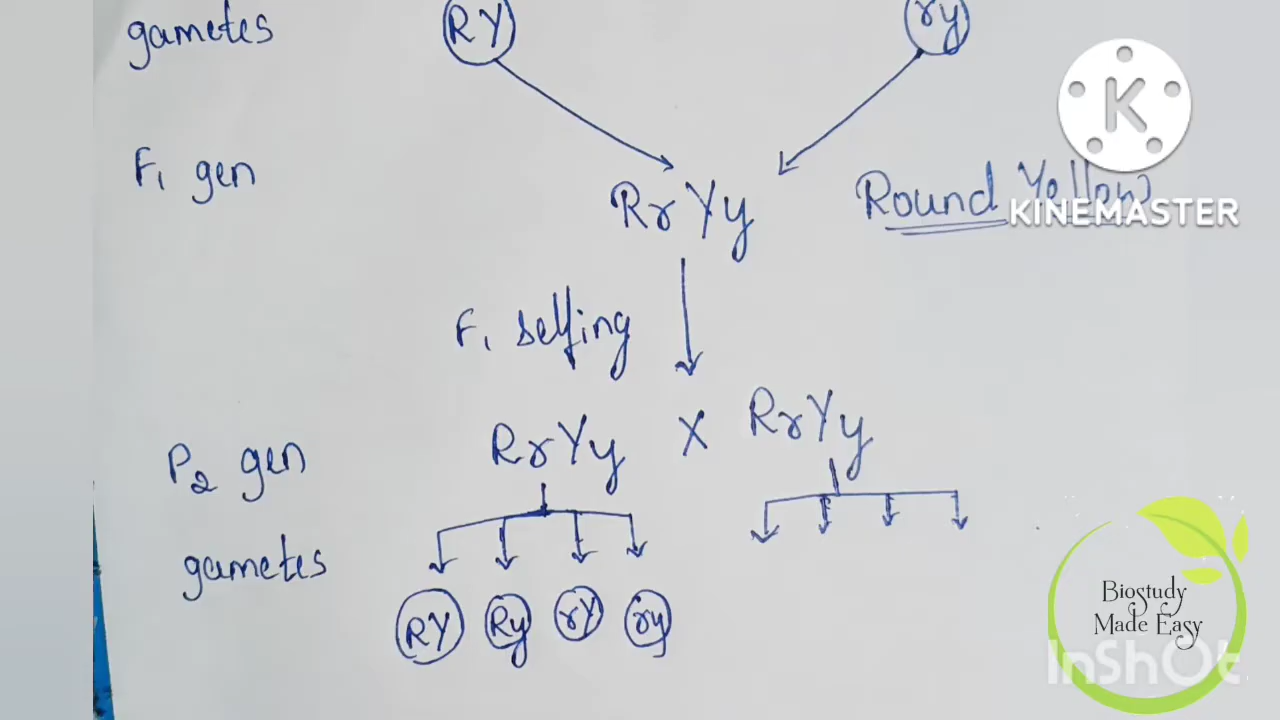 gametes RY ry
F1 gen
RrYy Round Yellow
KINEMASTER
F1 selfing
P2 gen RrYy X RrYy
gametes
RY Ry rY ry
Biostudy
Made Easy
InShOt